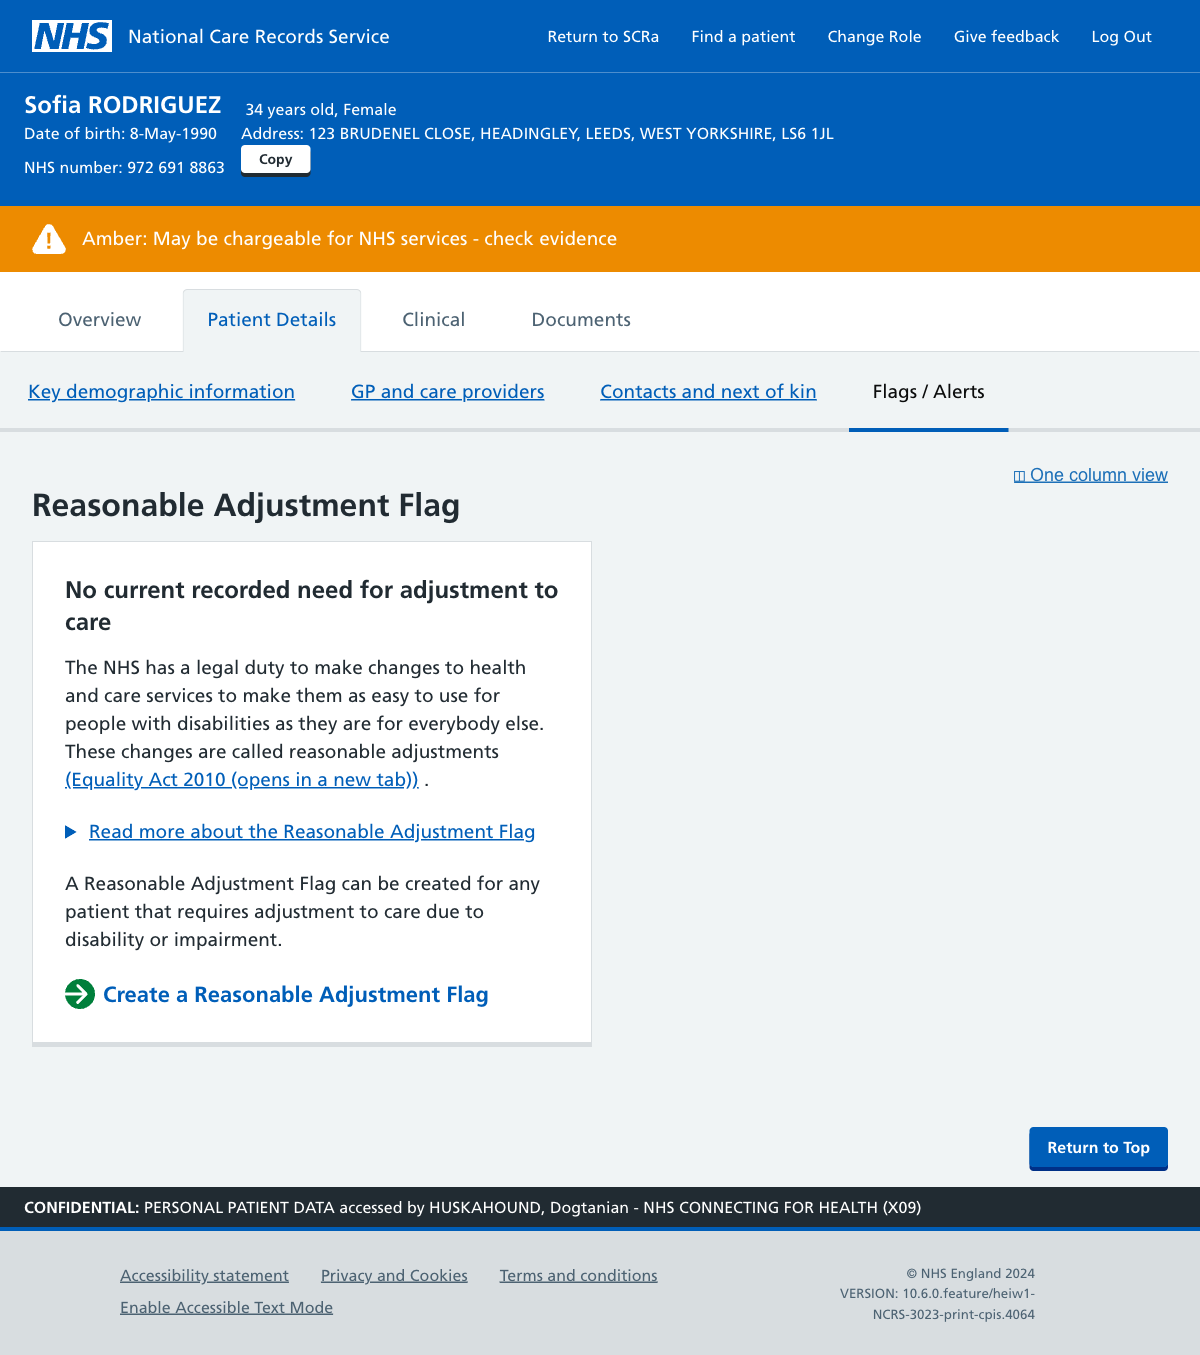 NHS National Care Records Service
Return to SCRa Find a patient Change Role Give feedback Log Out
Sofia RODRIGUEZ 34 years old, Female
Date of birth: 8-May-1990 Address: 123 BRUDENEL CLOSE, HEADINGLEY, LEEDS, WEST YORKSHIRE, LS6 1JL
NHS number: 972 691 8863 Copy
Amber: May be chargeable for NHS services - check evidence
Overview Patient Details Clinical Documents
Key demographic information GP and care providers Contacts and next of kin Flags / Alerts
One column view
Reasonable Adjustment Flag
No current recorded need for adjustment to
care
The NHS has a legal duty to make changes to health
and care services to make them as easy to use for
people with disabilities as they are for everybody else.
These changes are called reasonable adjustments
(Equality Act 2010 (opens in a new tab)) .
Read more about the Reasonable Adjustment Flag
A Reasonable Adjustment Flag can be created for any
patient that requires adjustment to care due to
disability or impairment.
Create a Reasonable Adjustment Flag
Return to Top
CONFIDENTIAL: PERSONAL PATIENT DATA accessed by HUSKAHOUND, Dogtanian - NHS CONNECTING FOR HEALTH (X09)
Accessibility statement Privacy and Cookies Terms and conditions
Enable Accessible Text Mode
© NHS England 2024
VERSION: 10.6.0.feature/heiw1-
NCRS-3023-print-cpis.4064